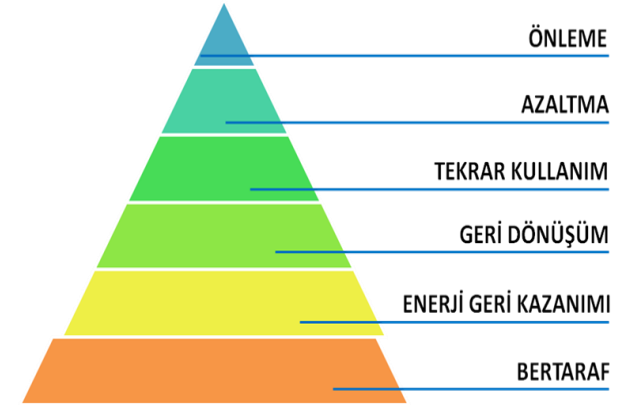 ÖNLEME
AZALTMA
TEKRAR KULLANIM
GERİ DÖNÜŞÜM
ENERJİ GERİ KAZANIMI
BERTARAF